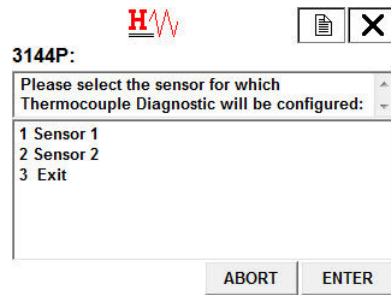 H
3144P:
Please select the sensor for which
Thermocouple Diagnostic will be configured:
1 Sensor 1
2 Sensor 2
3 Exit
ABORT ENTER